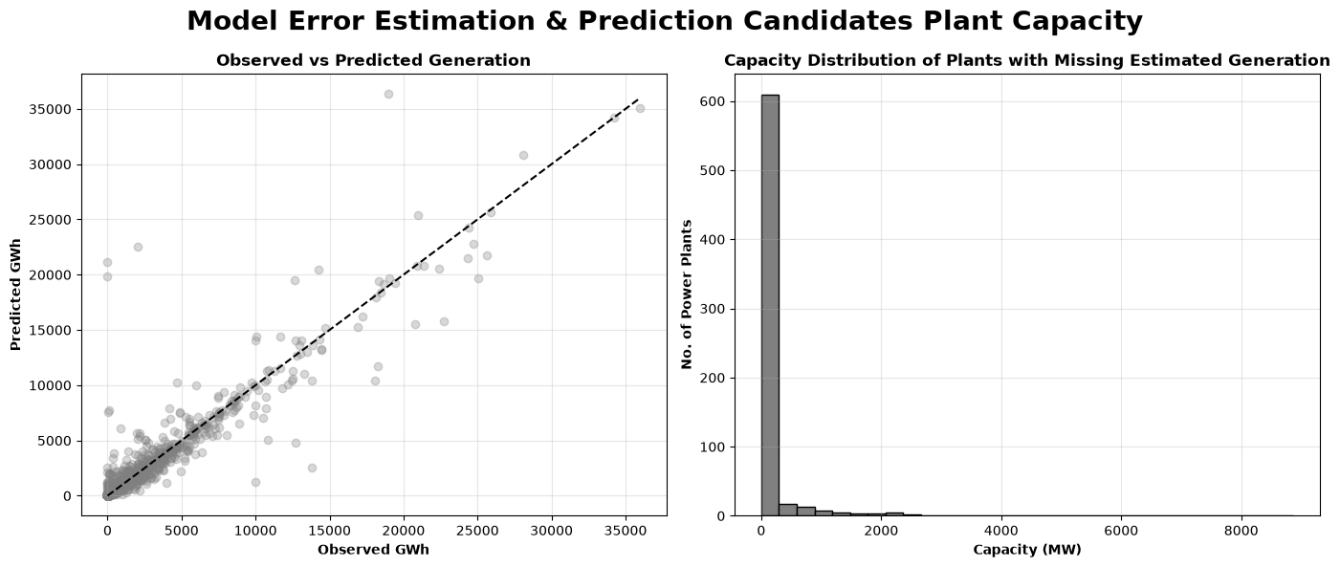 Model Error Estimation & Prediction Candidates Plant Capacity
Observed vs Predicted Generation
Predicted GWh
35000
30000
25000
20000
15000
10000
5000
0
0 5000 10000 15000 20000 25000 30000 35000
Observed GWh
Capacity Distribution of Plants with Missing Estimated Generation
No. of Power Plants
600
500
400
300
200
100
0
0 2000 4000 6000 8000
Capacity (MW)